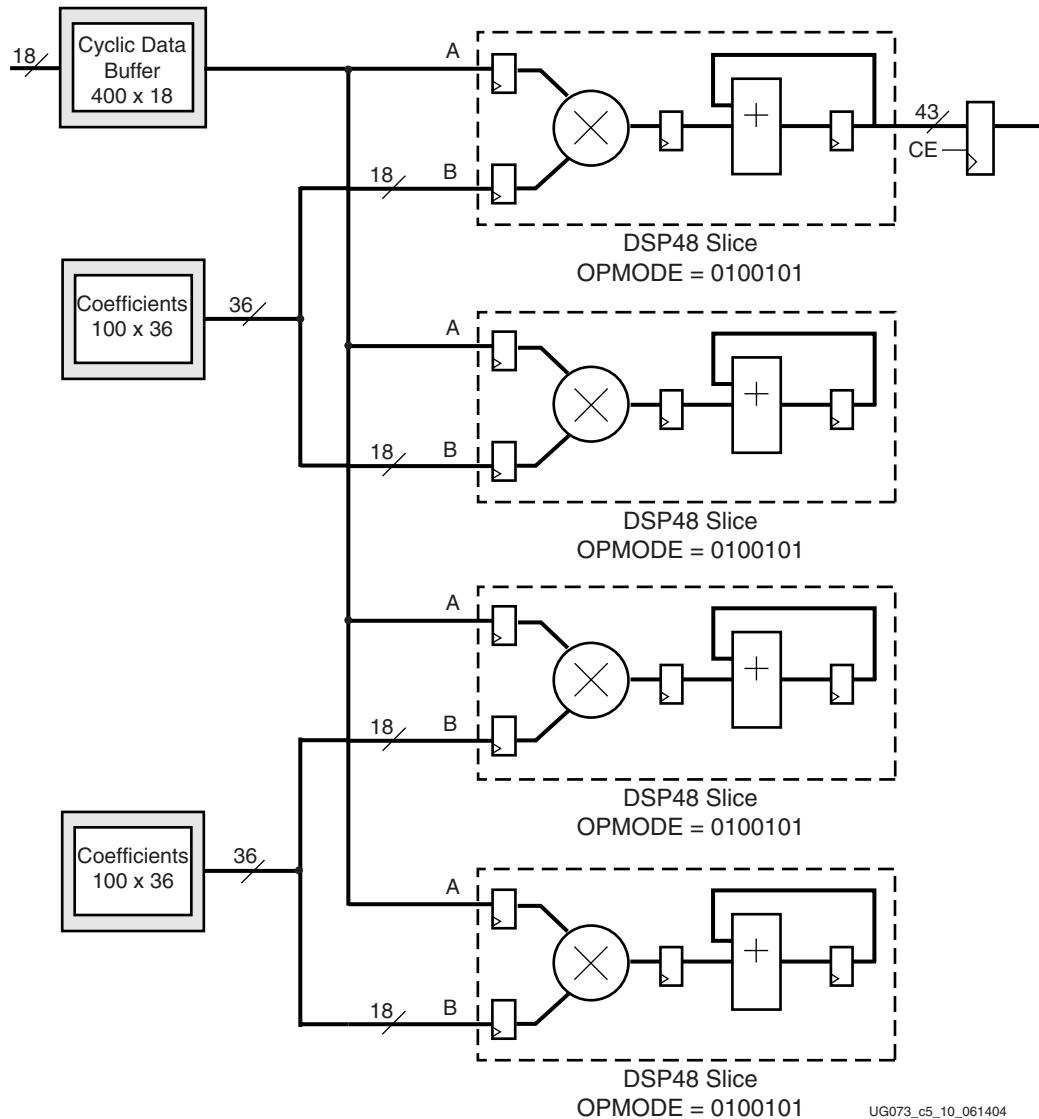 18
Cyclic Data
Buffer
400 x 18
A
18
B
43
CE
DSP48 Slice
OPMODE = 0100101
Coefficients
100 x 36
36
A
18
B
DSP48 Slice
OPMODE = 0100101
A
18
B
DSP48 Slice
OPMODE = 0100101
Coefficients
100 x 36
36
A
18
B
DSP48 Slice
OPMODE = 0100101
UG073_c5_10_061404